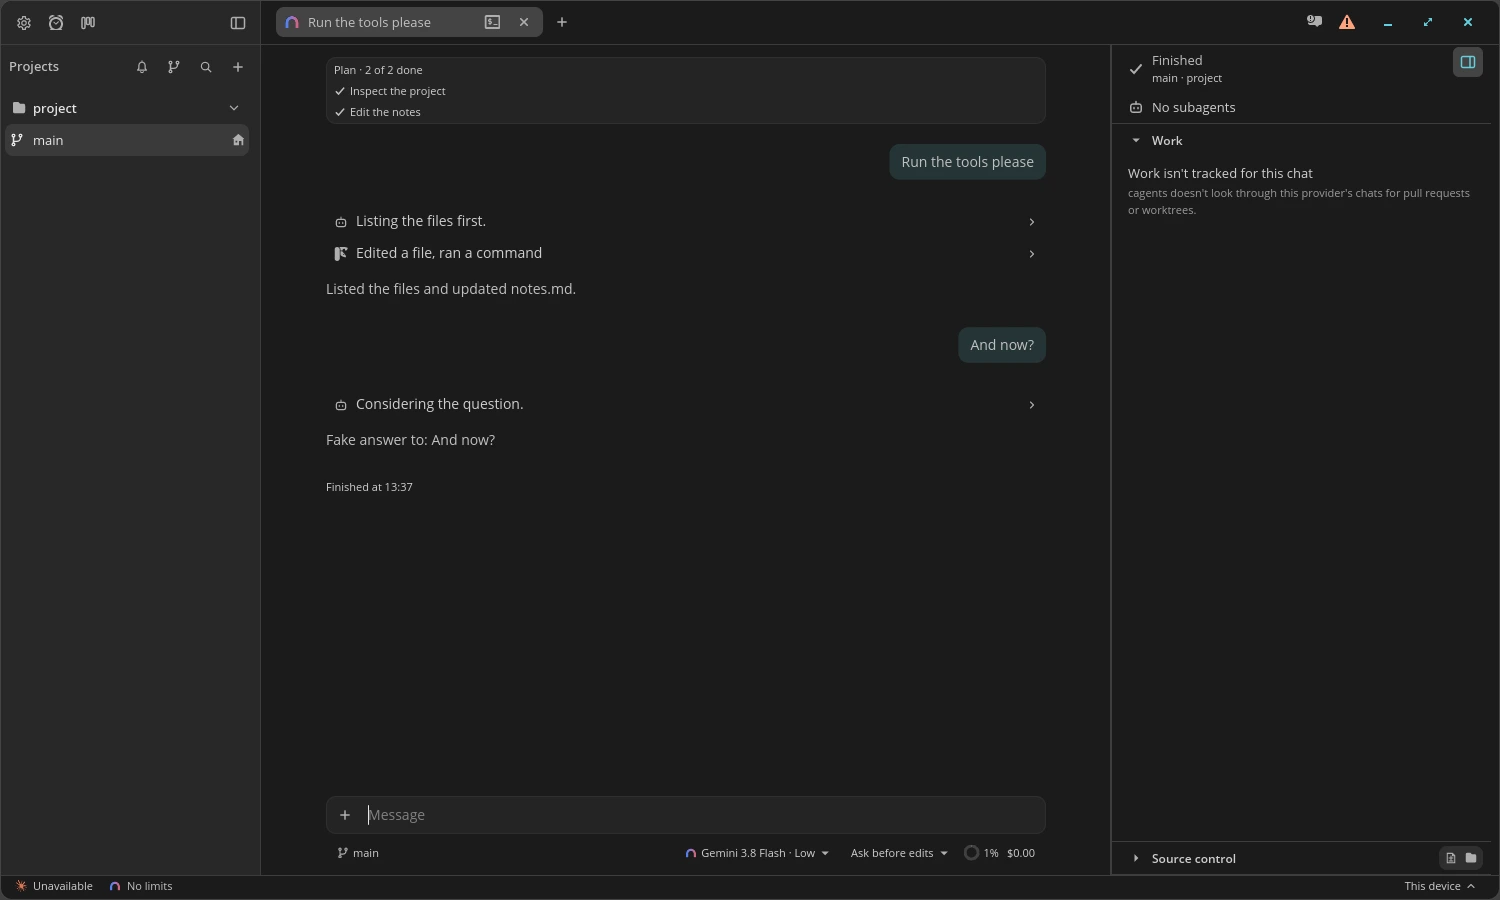 Run the tools please
Projects
project
main
Plan · 2 of 2 done
Inspect the project
Edit the notes
Run the tools please
Listing the files first.
Edited a file, ran a command
Listed the files and updated notes.md.
And now?
Considering the question.
Fake answer to: And now?
Finished at 13:37
Message
main
Gemini 3.8 Flash · Low
Ask before edits
1%
$0.00
Finished
main · project
No subagents
Work
Work isn't tracked for this chat
cagents doesn't look through this provider's chats for pull requests
or worktrees.
Source control
Unavailable
No limits
This device